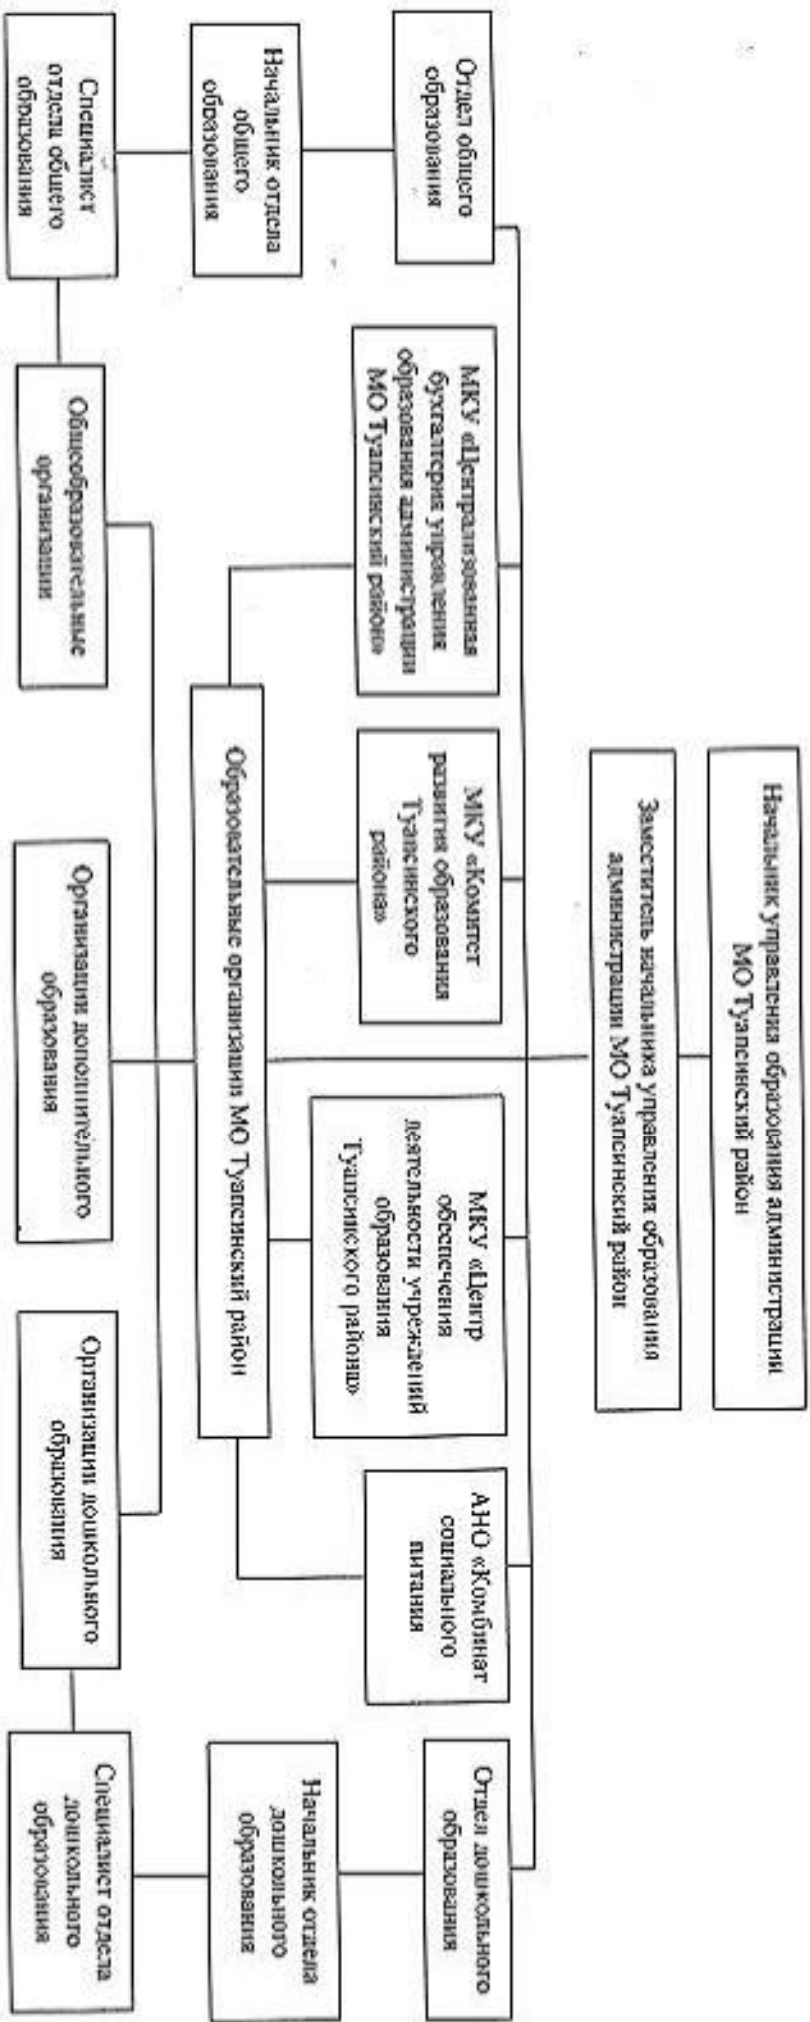 Начальник управления образования администрации
МО Туапсинский район
Заместитель начальника управления образования
администрации МО Туапсинский район
Отдел общего
образования
МКУ «Централизованная
бухгалтерия управления
образования администрации
МО Туапсинский район»
МКУ «Комитет
развития образования
Туапсинского
района»
МКУ «Центр
обеспечения
деятельности учреждений
образования
Туапсинского района»
АНО «Комбинат
социального
питания
Отдел дошкольного
образования
Начальник отдела
общего
образования
Образовательные организации МО Туапсинский район
Начальник отдела
дошкольного
образования
Специалист
отдела общего
образования
Общеобразовательные
организации
Организации дополнительного
образования
Организации дошкольного
образования
Специалист отдела
дошкольного
образования